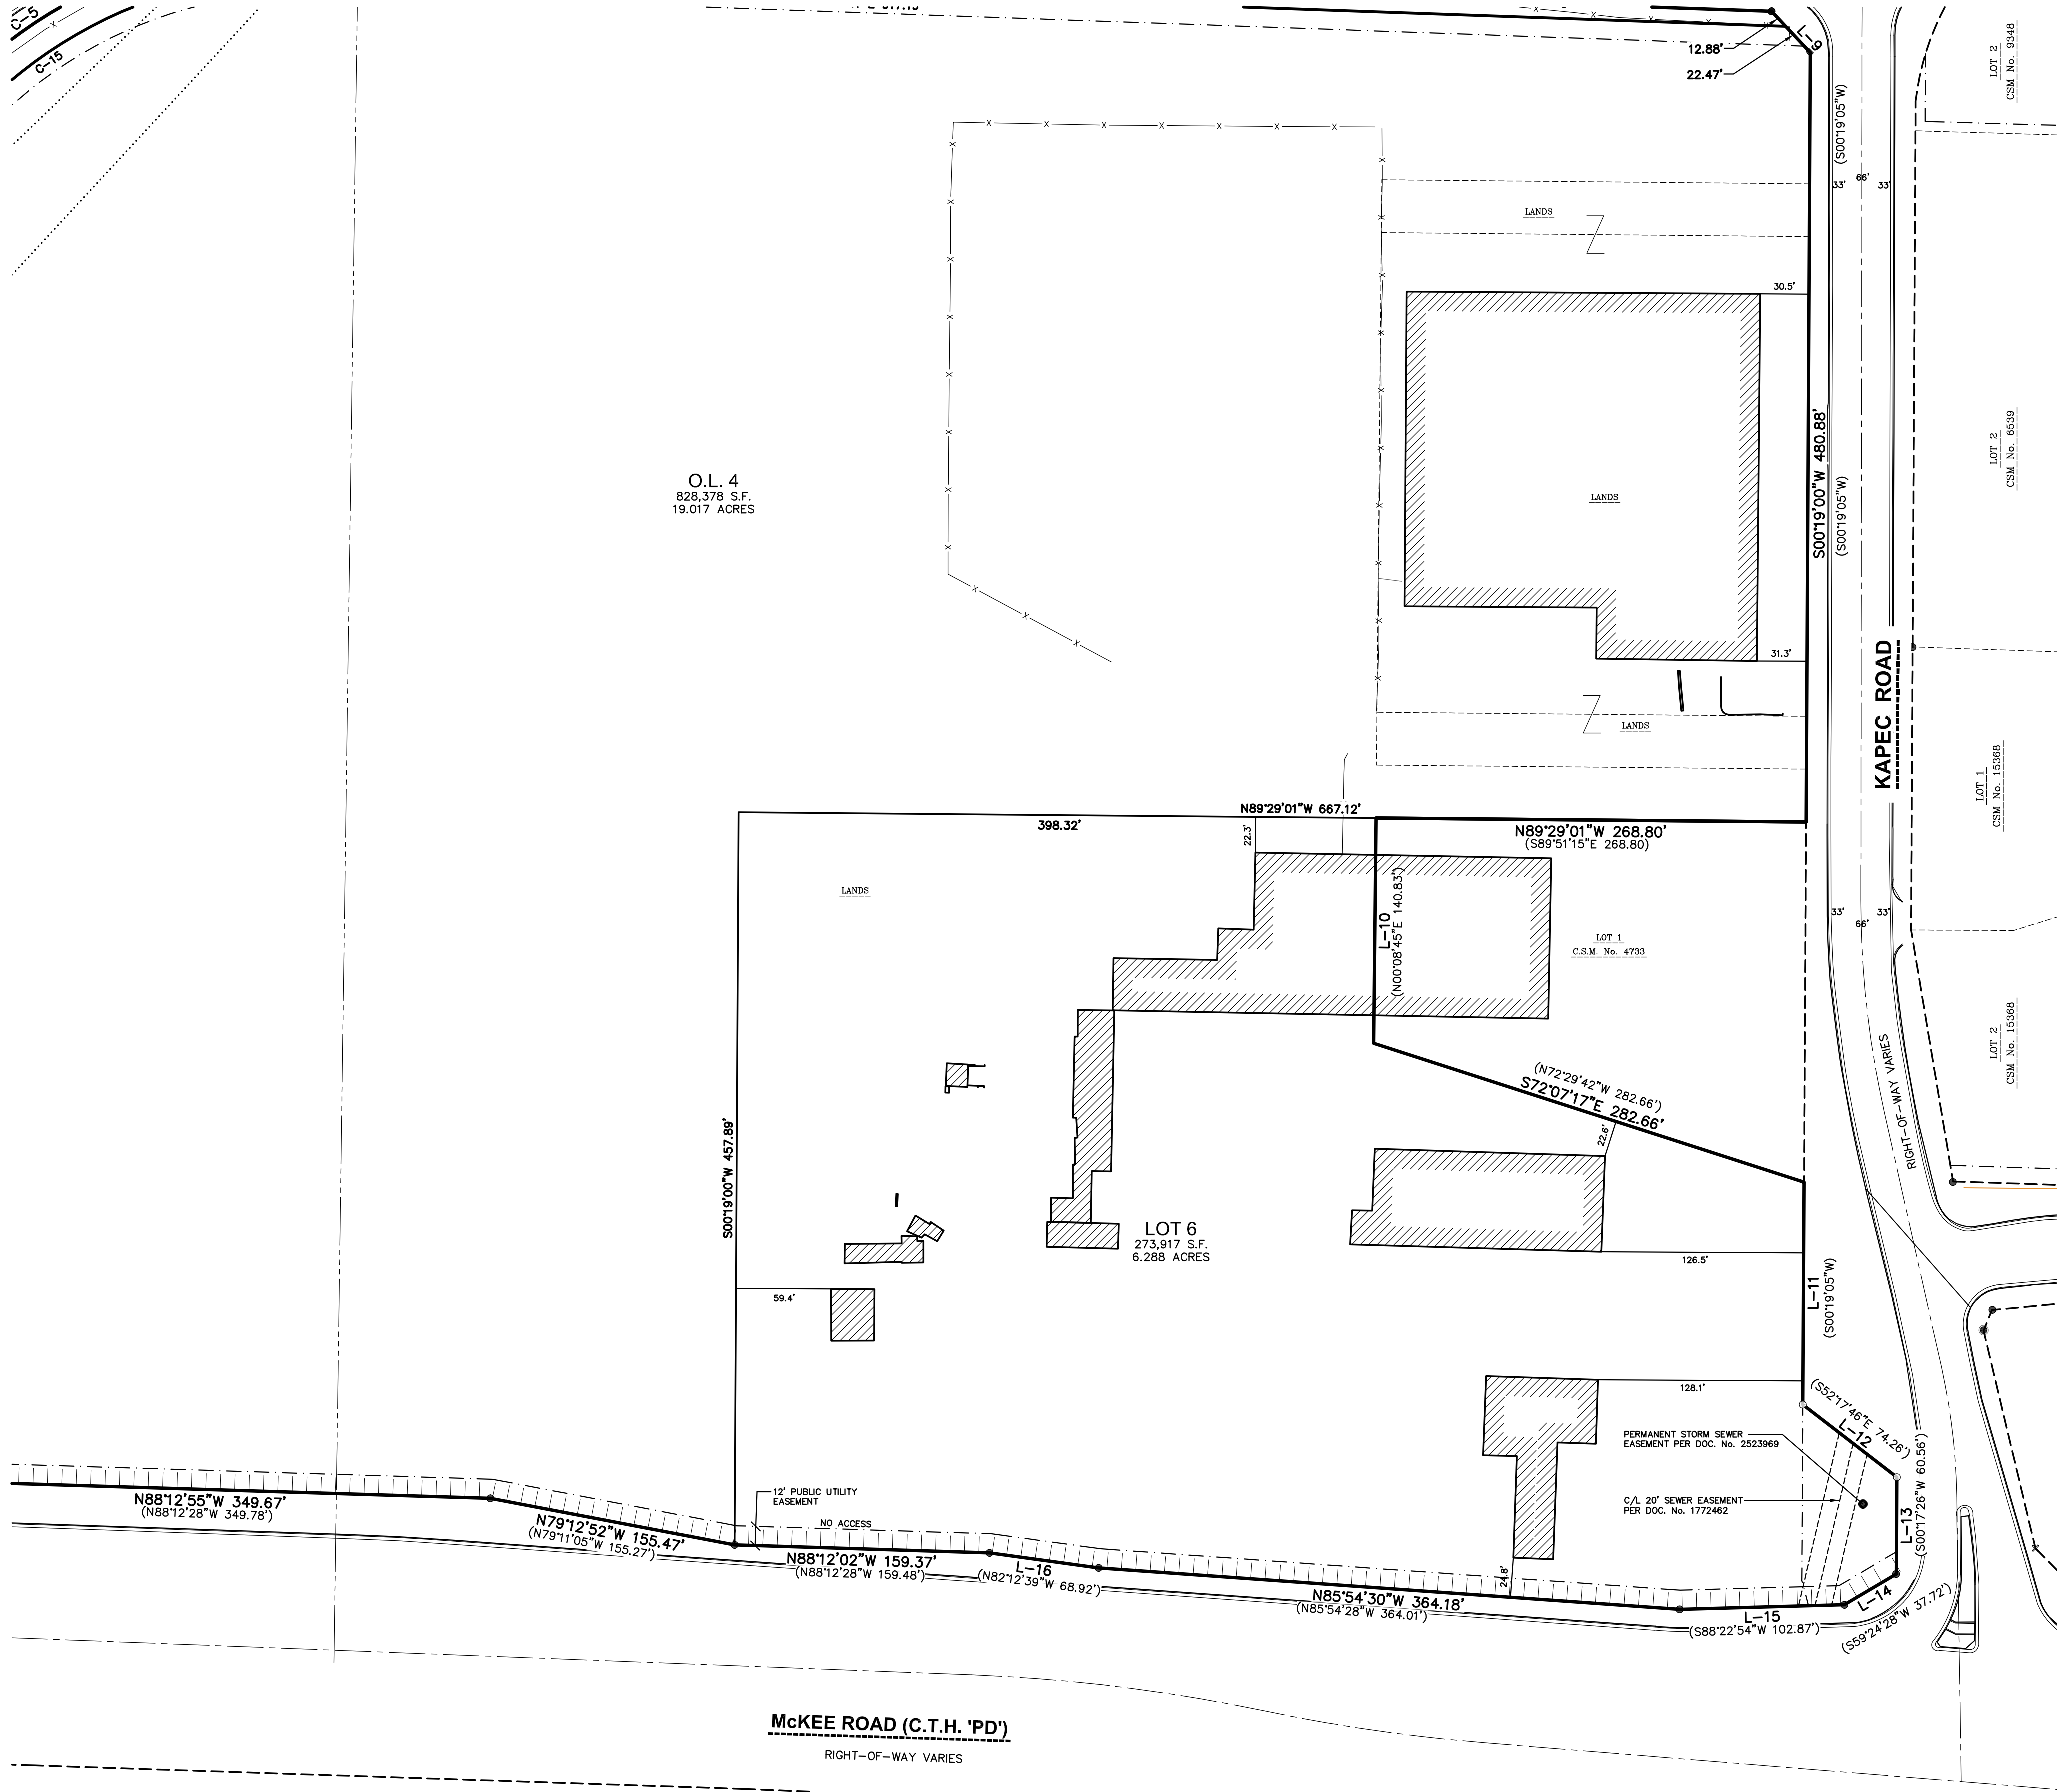 C-5
C-15
12.88'
22.47'
L-9
LOT 2
CSM No. 9348
(S00°19'05"W)
33'
66'
33'
LANDS
30.5'
O.L. 4
828,378 S.F.
19.017 ACRES
LANDS
S00°19'00"W 480.88'
(S00°19'05"W)
LOT 2
CSM No. 6539
31.3'
LANDS
KAPEC ROAD
LOT 1
CSM No. 15368
N89°29'01"W 667.12'
398.32'
22.3'
N89°29'01"W 268.80'
(S89°51'15"E 268.80)
LANDS
L-10
(N00°08'45"E 140.83')
LOT 1
C.S.M. No. 4733
33'
66'
33'
RIGHT-OF-WAY VARIES
LOT 2
CSM No. 15368
(N72°29'42"W 282.66')
S72°07'17"E 282.66'
22.6'
S00°19'00"W 457.89'
LOT 6
273,917 S.F.
6.288 ACRES
126.5'
59.4'
L-11
(S00°19'05"W)
128.1'
(S52°17'46"E 74.26')
L-12
PERMANENT STORM SEWER
EASEMENT PER DOC. No. 2523969
C/L 20' SEWER EASEMENT
PER DOC. No. 1772462
L-13
(S00°17'26"W 60.56')
N88°12'55"W 349.67'
(N88°12'28"W 349.78')
N79°12'52"W 155.47'
(N79°11'05"W 155.27')
12' PUBLIC UTILITY
EASEMENT
NO ACCESS
N88°12'02"W 159.37'
(N88°12'28"W 159.48')
L-16
(N82°12'39"W 68.92')
24.8'
N85°54'30"W 364.18'
(N85°54'28"W 364.01')
L-15
(S88°22'54"W 102.87')
L-14
(S59°24'28"W 37.72')
McKEE ROAD (C.T.H. 'PD')
RIGHT-OF-WAY VARIES